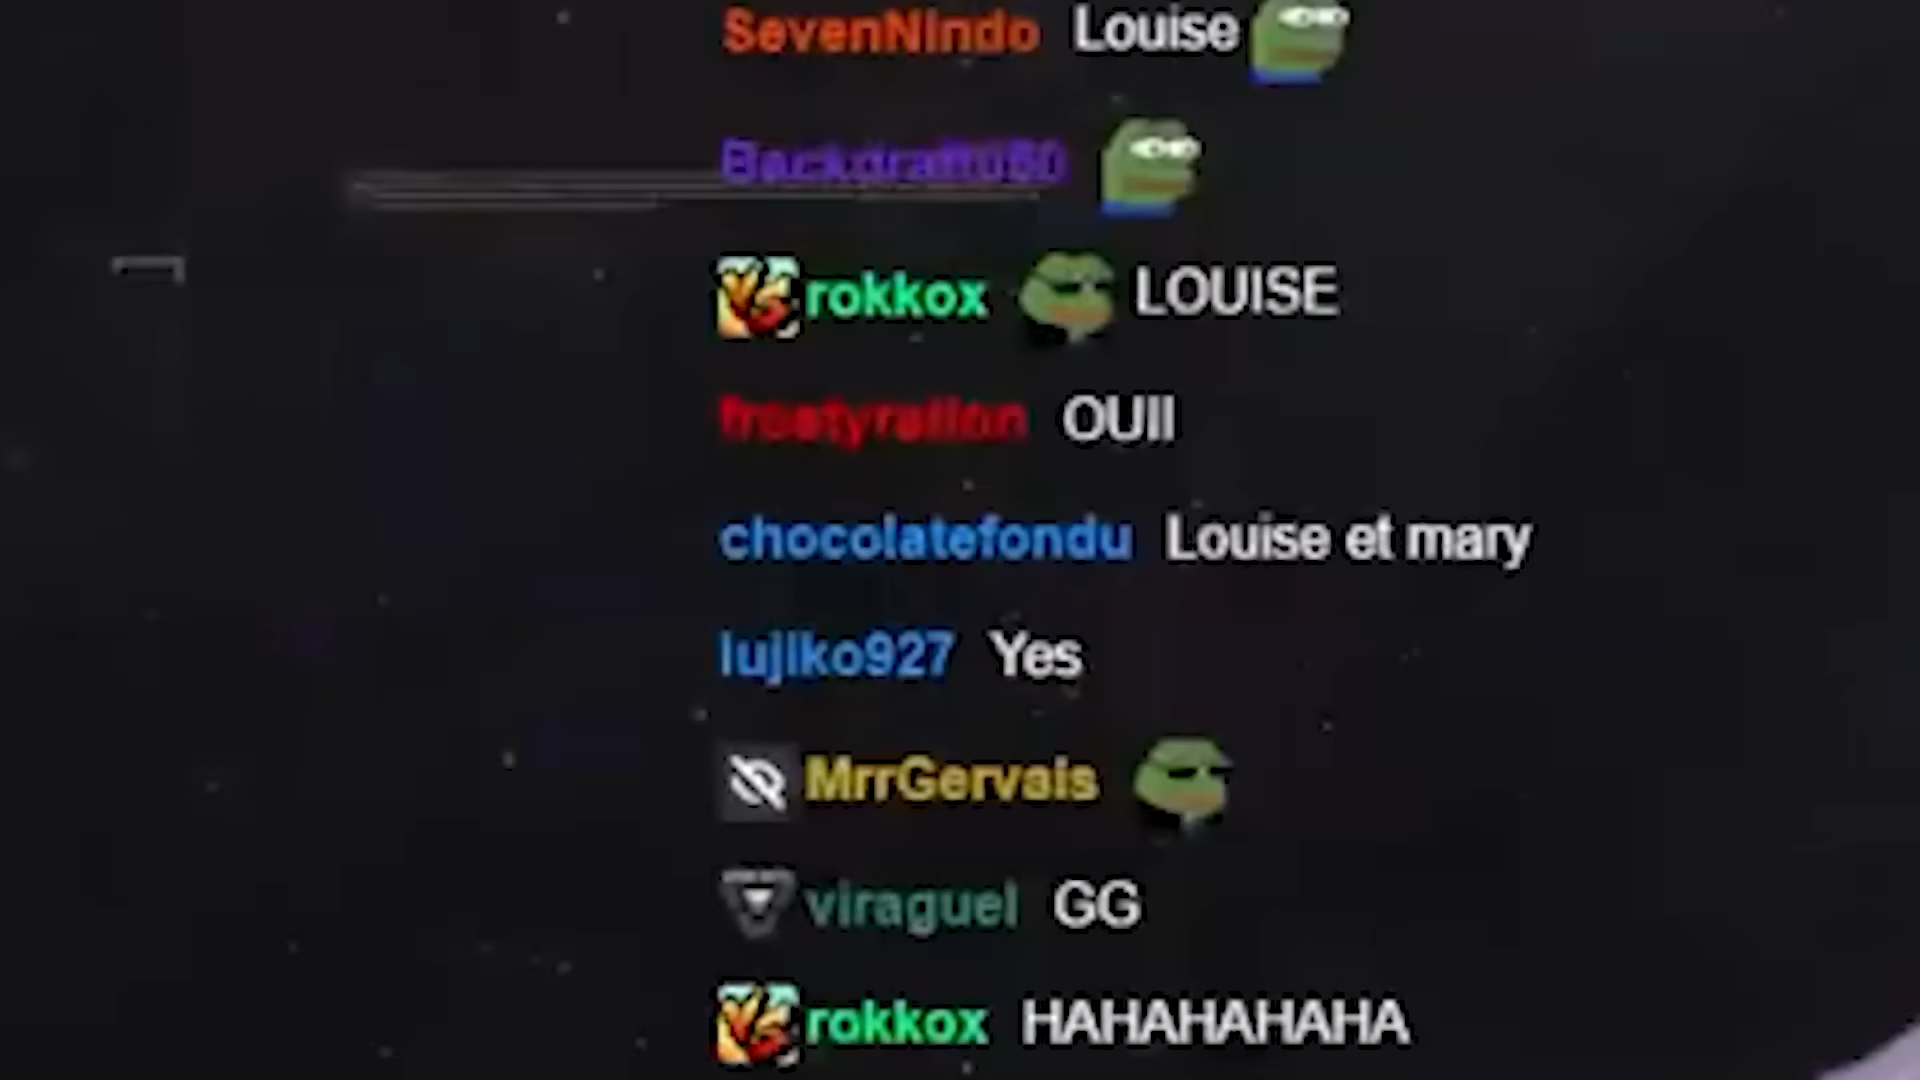 SevenNindo Louise
rokkox LOUISE
OUII
chocolatefondu Louise et mary
lujiko927 Yes
MrrGervais
viraguel GG
rokkox HAHAHAHAHA